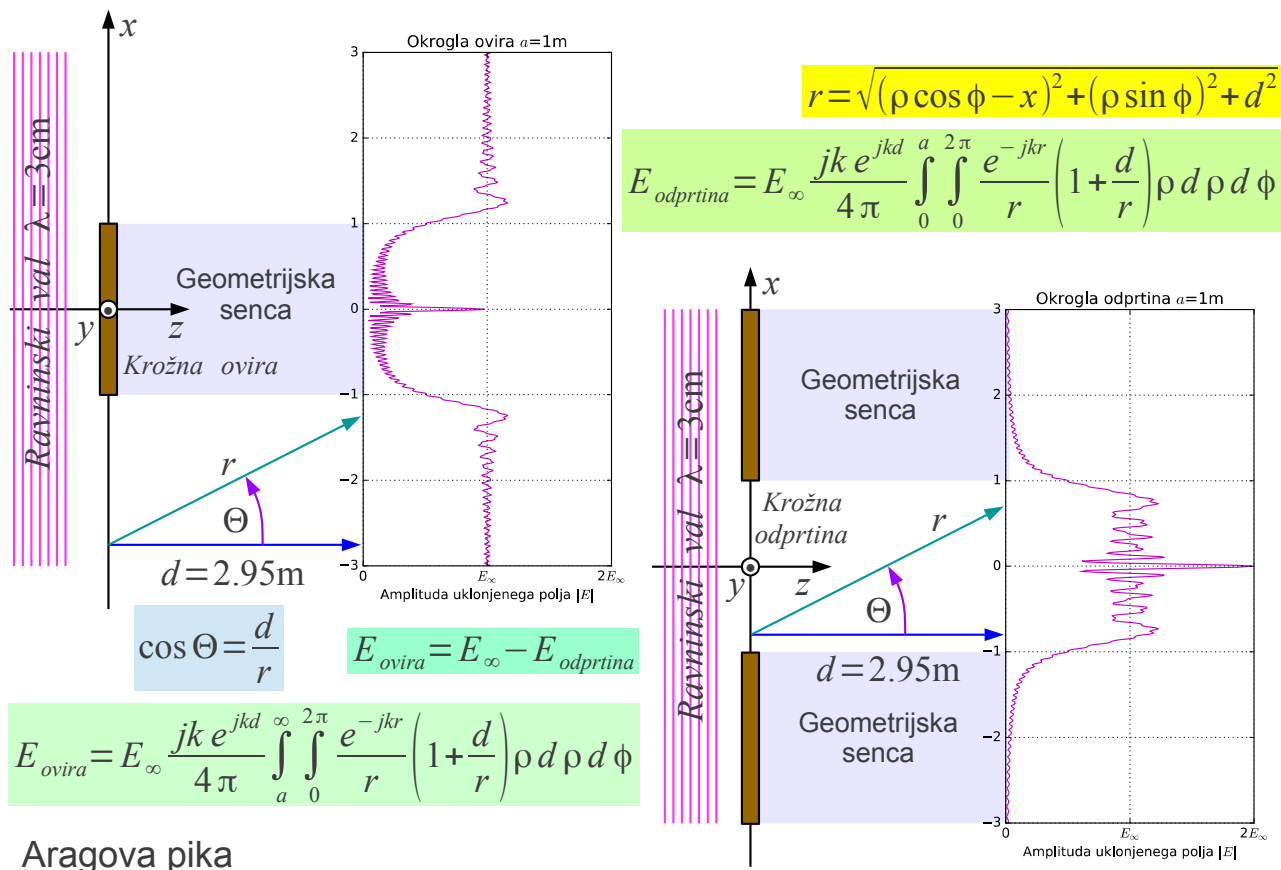 x
Ravninski val λ=3cm
Geometrijska
senca
y
z
Krožna ovira
r
Θ
d=2.95m
Okrogla ovira a=1m
3
2
1
0
−1
−2
−3
0
E∞
2E∞
Amplituda uklonjenega polja |E|
cos Θ = d/r
E_ovira = E_∞ − E_odprtina
E_ovira = E_∞ (jk e^{jkd})/(4π) ∫_a^∞ ∫_0^{2π} (e^{−jkr})/r (1 + d/r) ρ d ρ d ϕ
Aragova pika
r = √((ρ cos ϕ − x)² + (ρ sin ϕ)² + d²)
E_odprtina = E_∞ (jk e^{jkd})/(4π) ∫_0^a ∫_0^{2π} (e^{−jkr})/r (1 + d/r) ρ d ρ d ϕ
x
Ravninski val λ=3cm
Geometrijska
senca
Krožna
odprtina
y
z
r
Θ
d=2.95m
Geometrijska
senca
Okrogla odprtina a=1m
3
2
1
0
−1
−2
−3
0
E∞
2E∞
Amplituda uklonjenega polja |E|